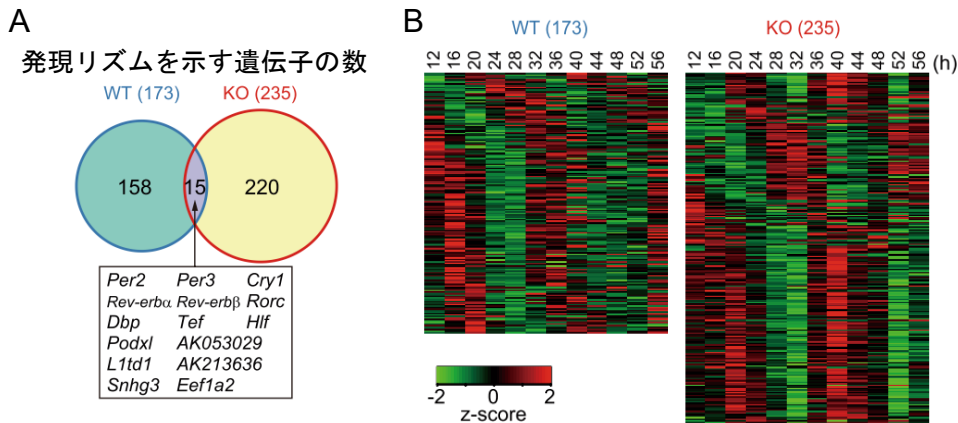 A
発現リズムを示す遺伝子の数
WT (173) KO (235)
158 15 220
Per2 Per3 Cry1
Rev-erbα Rev-erbβ Rorc
Dbp Tef Hlf
Podxl AK053029
L1td1 AK213636
Snhg3 Eef1a2
B
WT (173) KO (235)
12 16 20 24 28 32 36 40 44 48 52 56 12 16 20 24 28 32 36 40 44 48 52 56 (h)
-2 0 2
z-score